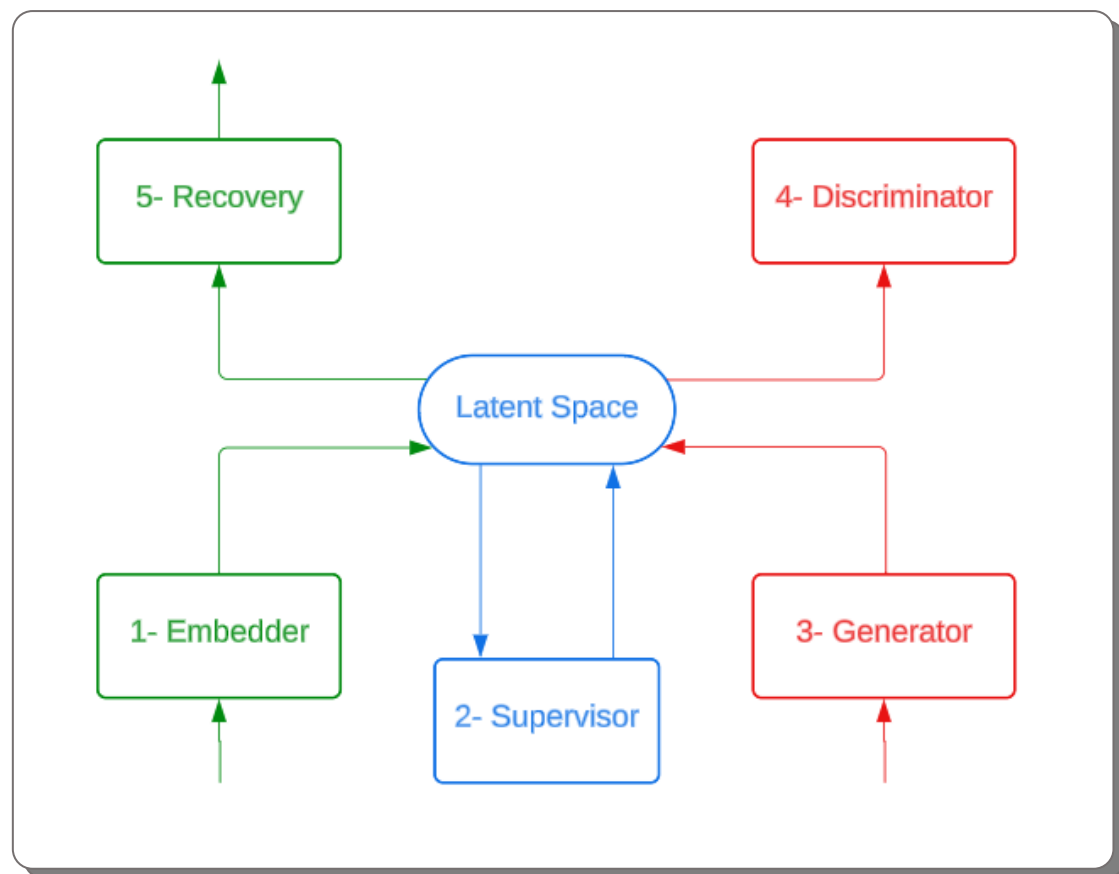 5- Recovery
4- Discriminator
Latent Space
1- Embedder
3- Generator
2- Supervisor